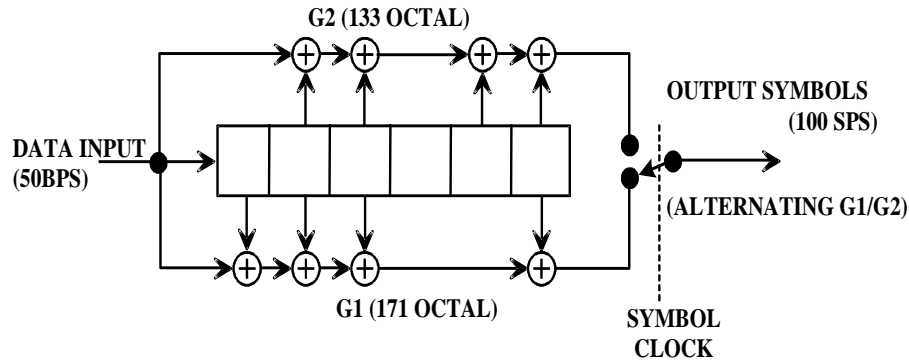 G2 (133 OCTAL)
OUTPUT SYMBOLS
(100 SPS)
DATA INPUT
(50BPS)
(ALTERNATING G1/G2)
G1 (171 OCTAL)
SYMBOL
CLOCK